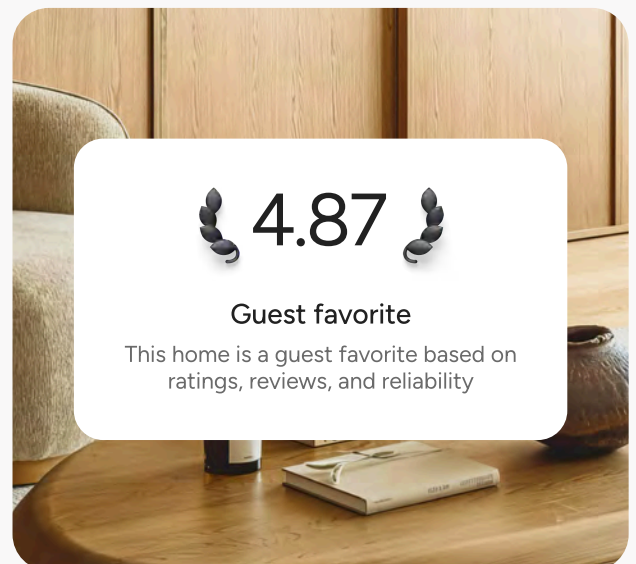 4.87
Guest favorite
This home is a guest favorite based on
ratings, reviews, and reliability